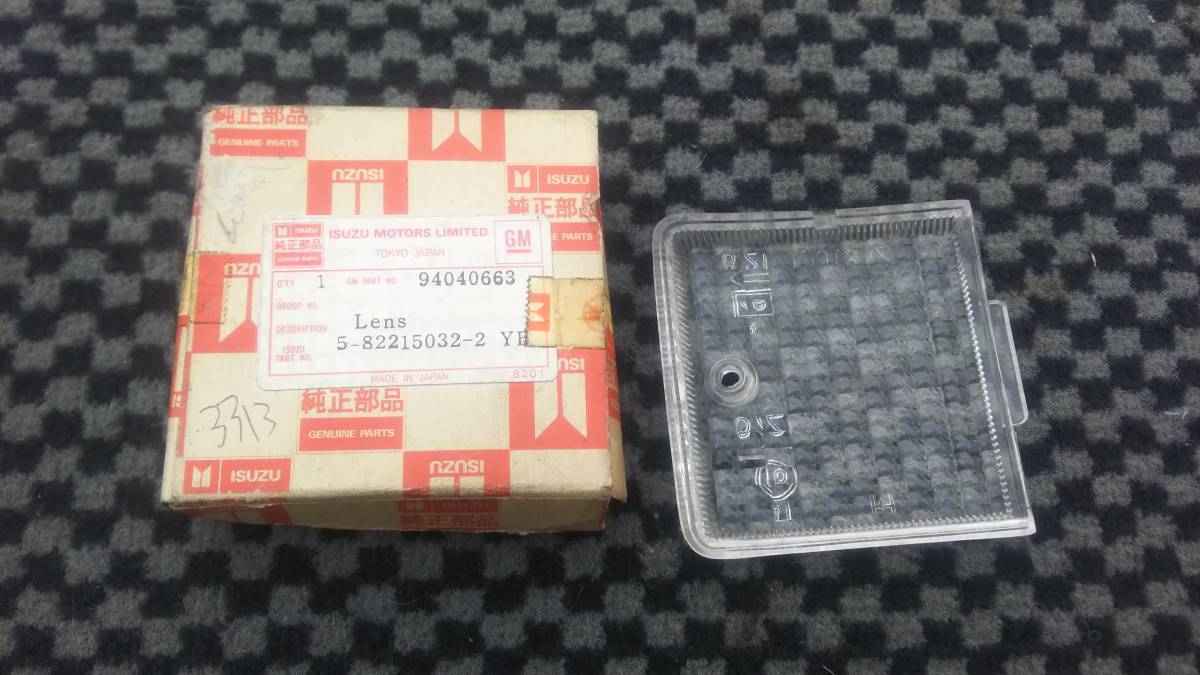 純正部品
GENUINE PARTS
ISUZU
ISUZU
純正部品
PARTS
ISUZU
純正部品
GENUINE PARTS
ISUZU MOTORS LIMITED
TOKYO JAPAN
GM
Q'TY 1 GM PART NO. 94040663
GROUP NO.
DESCRIPTION Lens
ISUZU PART NO. 5-82215032-2
MADE IN JAPAN 8201
3313
純正部品
GENUINE PARTS
ISUZU
ISUZU